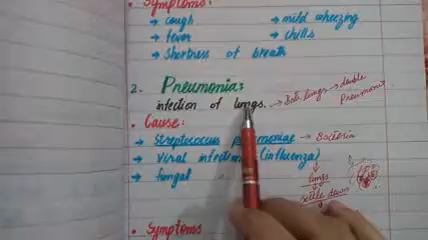 Symptoms:
→ cough → mild wheezing
→ fever → chills
→ Shortness of breath
2. Pneumonia:
infection of lungs. → Both lungs → double
Pneumonia
• Cause:
→ Streptococcus pneumoniae → Bacteria
→ Viral infection (influenza)
→ fungal
lungs
settle down
• Symptoms